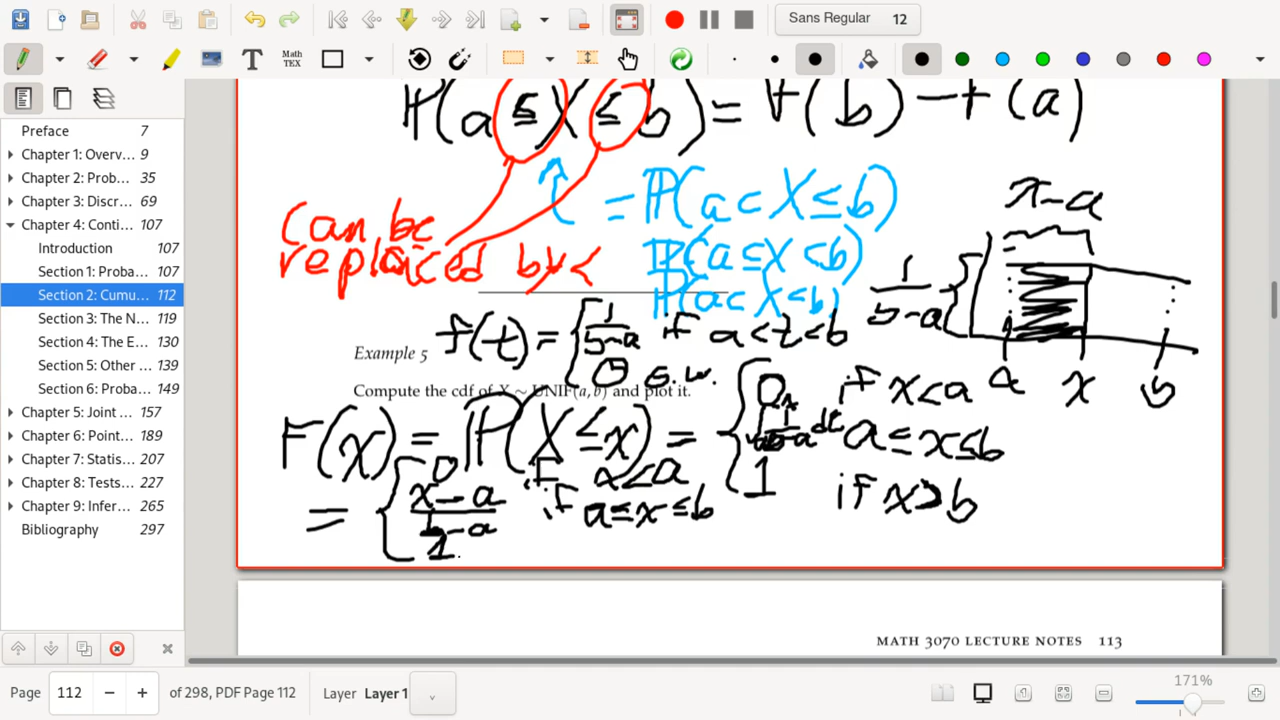 Sans Regular 12
T Math TEX
Preface 7
Chapter 1: Overv... 9
Chapter 2: Prob... 35
Chapter 3: Discr... 69
Chapter 4: Conti... 107
Introduction 107
Section 1: Proba... 107
Section 2: Cumu... 112
Section 3: The N... 119
Section 4: The E... 130
Section 5: Other ... 139
Section 6: Proba... 149
Chapter 5: Joint ... 157
Chapter 6: Point... 189
Chapter 7: Statis... 207
Chapter 8: Tests... 227
Chapter 9: Infer... 265
Bibliography 297
ℙ(a ≤ X ≤ b) = F(b) − F(a)
= ℙ(a < X ≤ b)
ℙ(a ≤ X < b)
ℙ(a < X < b)
can be
replaced by <
x−a
1/(b−a)
a x b
f(t) = { 1/(b−a) if a < t < b
0 o.w.
Example 5
Compute the cdf of X ∼ UNIF(a, b) and plot it.
F(x) = ℙ(X ≤ x) = { 0 if x < a
∫ₐˣ 1/(b−a) dt a ≤ x ≤ b
1 if x > b
= { 0 if x < a
(x−a)/(b−a) if a ≤ x ≤ b
1
MATH 3070 LECTURE NOTES 113
Page 112 of 298, PDF Page 112 Layer Layer 1 171%